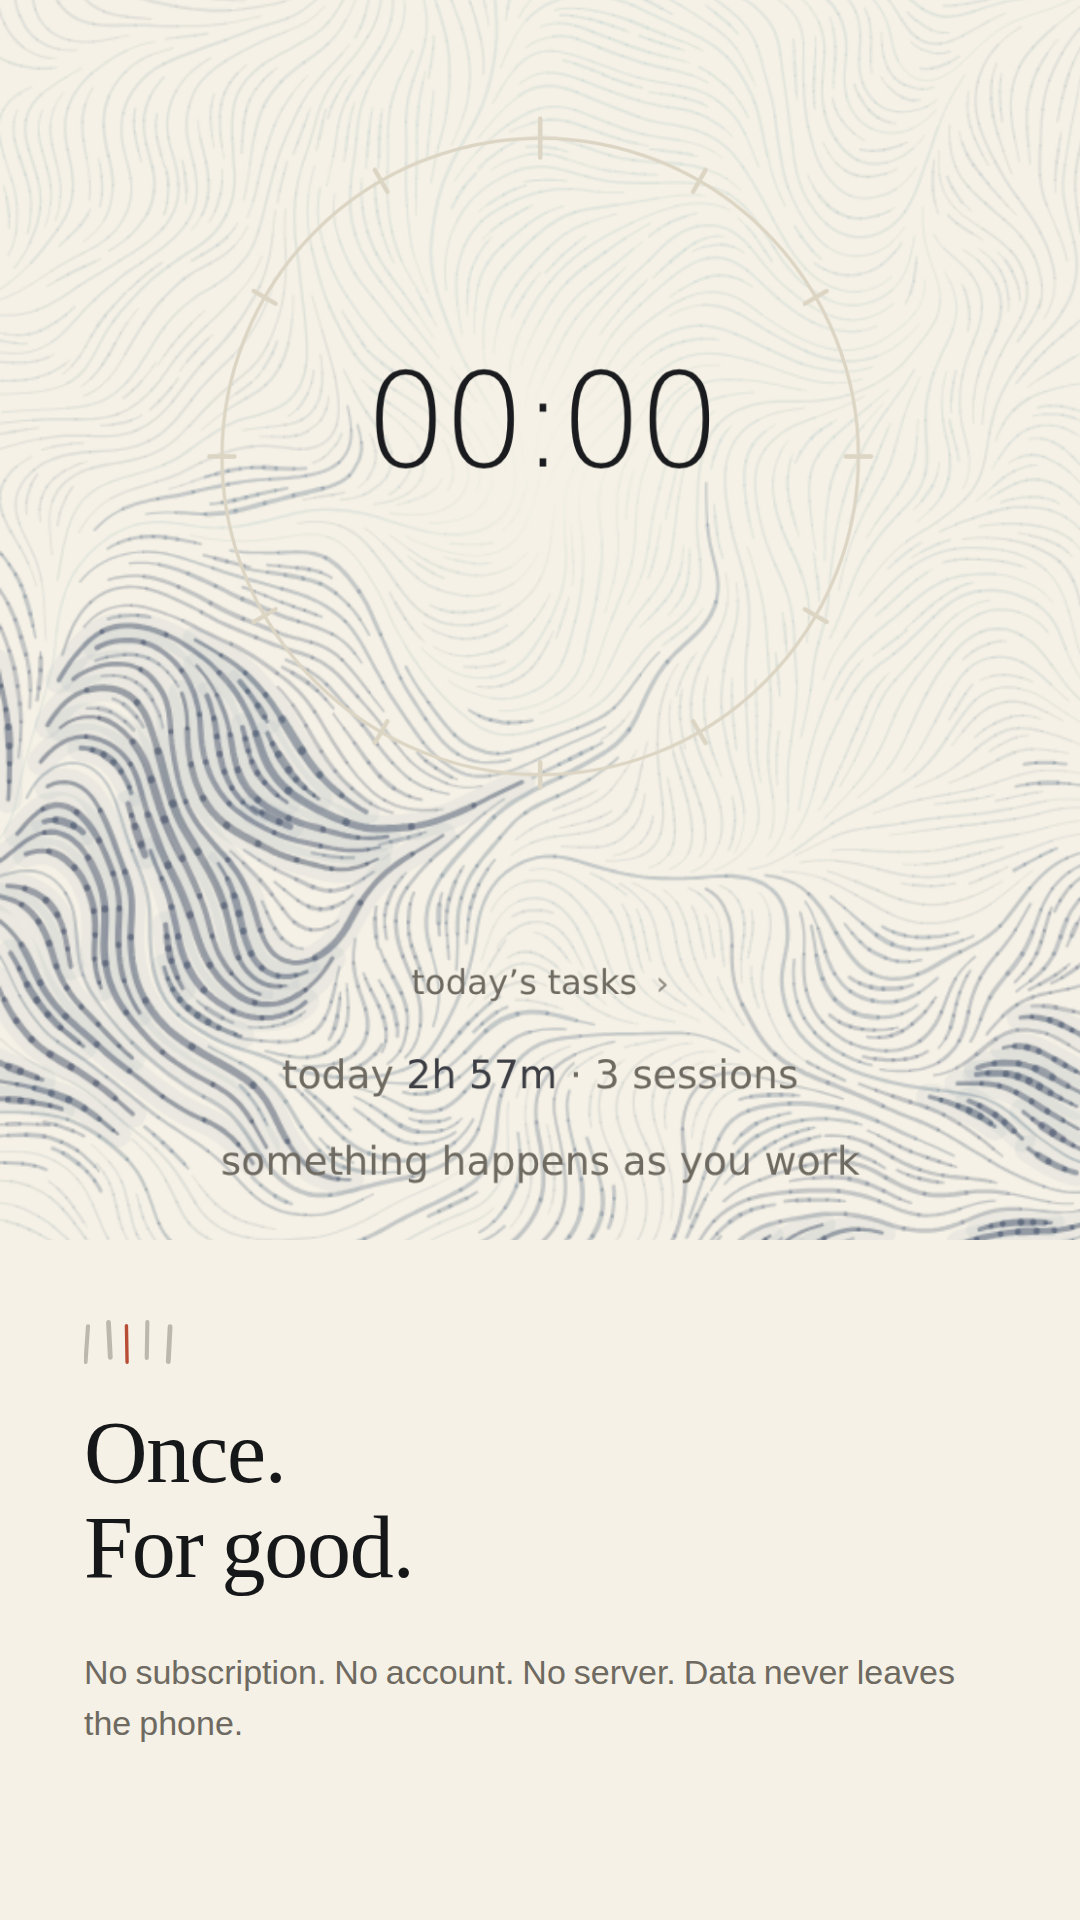 00:00
today’s tasks ›
today 2h 57m · 3 sessions
something happens as you work
Once.
For good.
No subscription. No account. No server. Data never leaves
the phone.